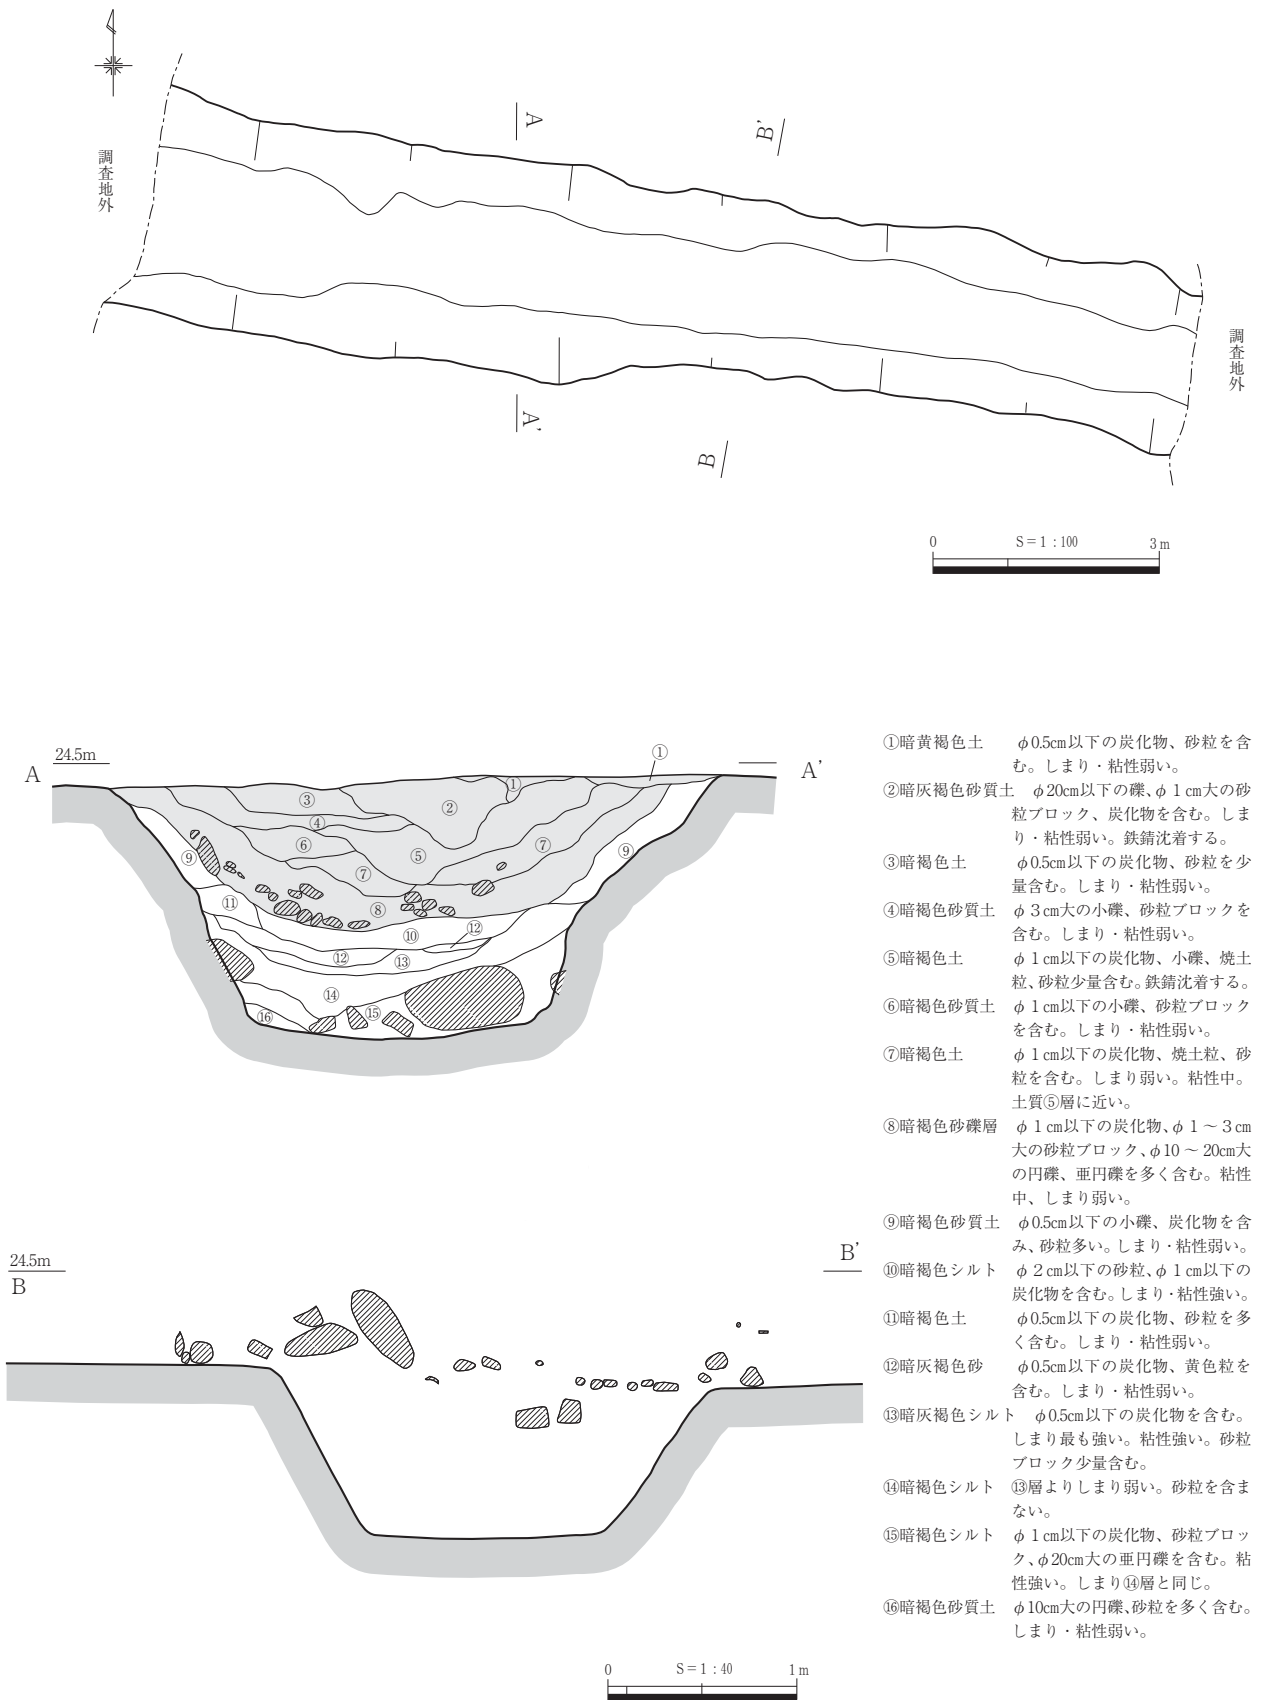 調査地外
A
B'
調査地外
A'
B
0 S＝1：100 3m
24.5m
A
A'
①
①
③
②
④
⑥
⑤
⑦
⑦
⑨
⑨
⑧
⑪
⑩
⑫
⑫
⑬
⑭
⑮
⑯
24.5m
B
B'
①暗黄褐色土　φ0.5cm以下の炭化物、砂粒を含
む。しまり・粘性弱い。
②暗灰褐色砂質土　φ20cm以下の礫、φ１cm大の砂
粒ブロック、炭化物を含む。しま
り・粘性弱い。鉄錆沈着する。
③暗褐色土　φ0.5cm以下の炭化物、砂粒を少
量含む。しまり・粘性弱い。
④暗褐色砂質土　φ３cm大の小礫、砂粒ブロックを
含む。しまり・粘性弱い。
⑤暗褐色土　φ１cm以下の炭化物、小礫、焼土
粒、砂粒少量含む。鉄錆沈着する。
⑥暗褐色砂質土　φ１cm以下の小礫、砂粒ブロック
を含む。しまり・粘性弱い。
⑦暗褐色土　φ１cm以下の炭化物、焼土粒、砂
粒を含む。しまり弱い。粘性中。
土質⑤層に近い。
⑧暗褐色砂礫層　φ１cm以下の炭化物、φ１～３cm
大の砂粒ブロック、φ10～20cm大
の円礫、亜円礫を多く含む。粘性
中、しまり弱い。
⑨暗褐色砂質土　φ0.5cm以下の小礫、炭化物を含
み、砂粒多い。しまり・粘性弱い。
⑩暗褐色シルト　φ２cm以下の砂粒、φ１cm以下の
炭化物を含む。しまり・粘性強い。
⑪暗褐色土　φ0.5cm以下の炭化物、砂粒を多
く含む。しまり・粘性弱い。
⑫暗灰褐色砂　φ0.5cm以下の炭化物、黄色粒を
含む。しまり・粘性弱い。
⑬暗灰褐色シルト　φ0.5cm以下の炭化物を含む。
しまり最も強い。粘性強い。砂粒
ブロック少量含む。
⑭暗褐色シルト　⑬層よりしまり弱い。砂粒を含ま
ない。
⑮暗褐色シルト　φ１cm以下の炭化物、砂粒ブロッ
ク、φ20cm大の亜円礫を含む。粘
性強い。しまり⑭層と同じ。
⑯暗褐色砂質土　φ10cm大の円礫、砂粒を多く含む。
しまり・粘性弱い。
0 S＝1：40 1m